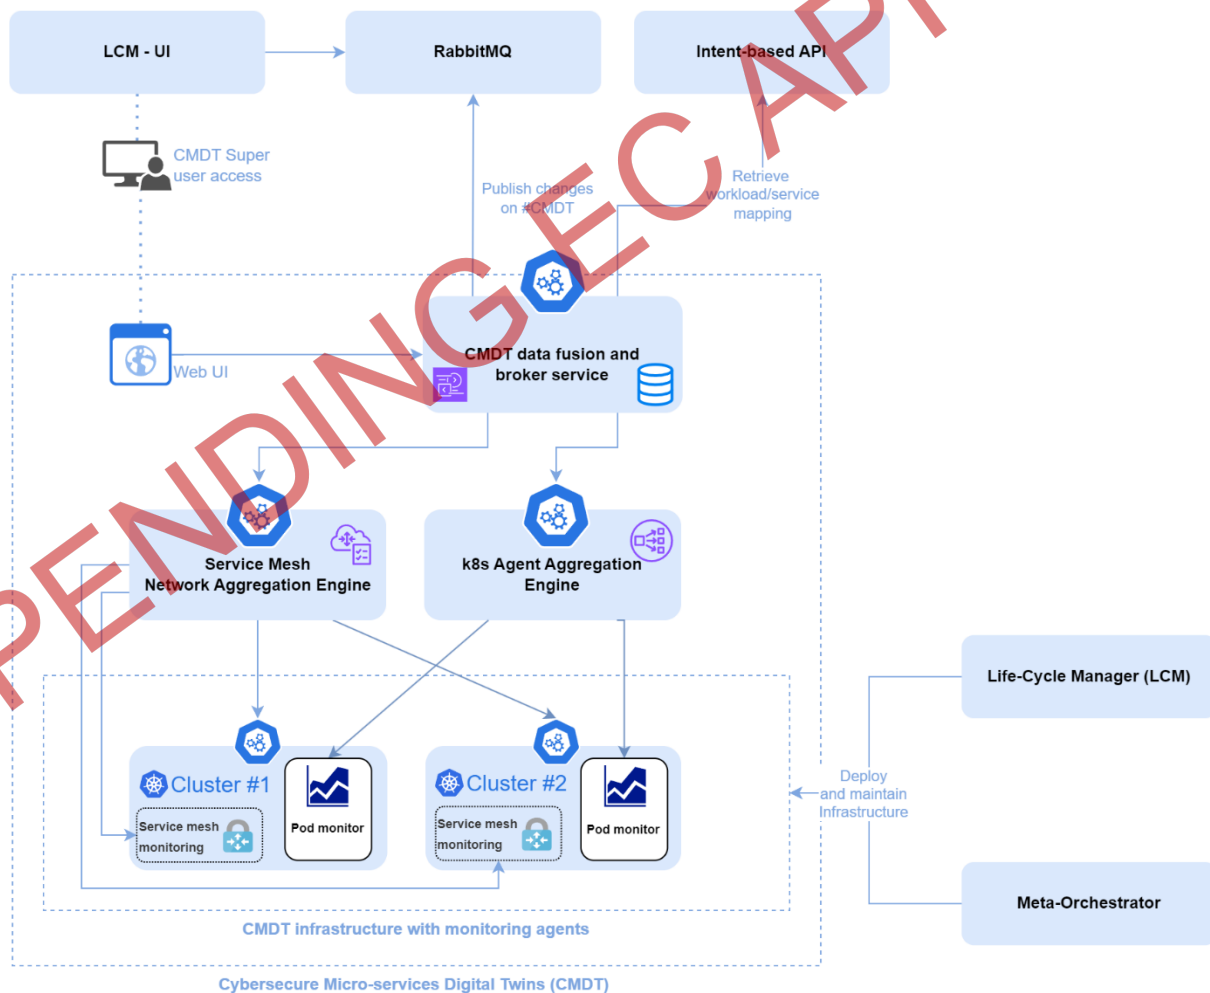 LCM - UI
RabbitMQ
Intent-based API
CMDT Super
user access
Publish changes
on #CMDT
Retrieve
workload/service
mapping
CMDT data fusion and
broker service
Web UI
Service Mesh
Network Aggregation Engine
k8s Agent Aggregation
Engine
Life-Cycle Manager (LCM)
Cluster #1
Service mesh
monitoring
Pod monitor
Cluster #2
Service mesh
monitoring
Pod monitor
Deploy
and maintain
Infrastructure
Meta-Orchestrator
CMDT infrastructure with monitoring agents
Cybersecure Micro-services Digital Twins (CMDT)
PENDING EC